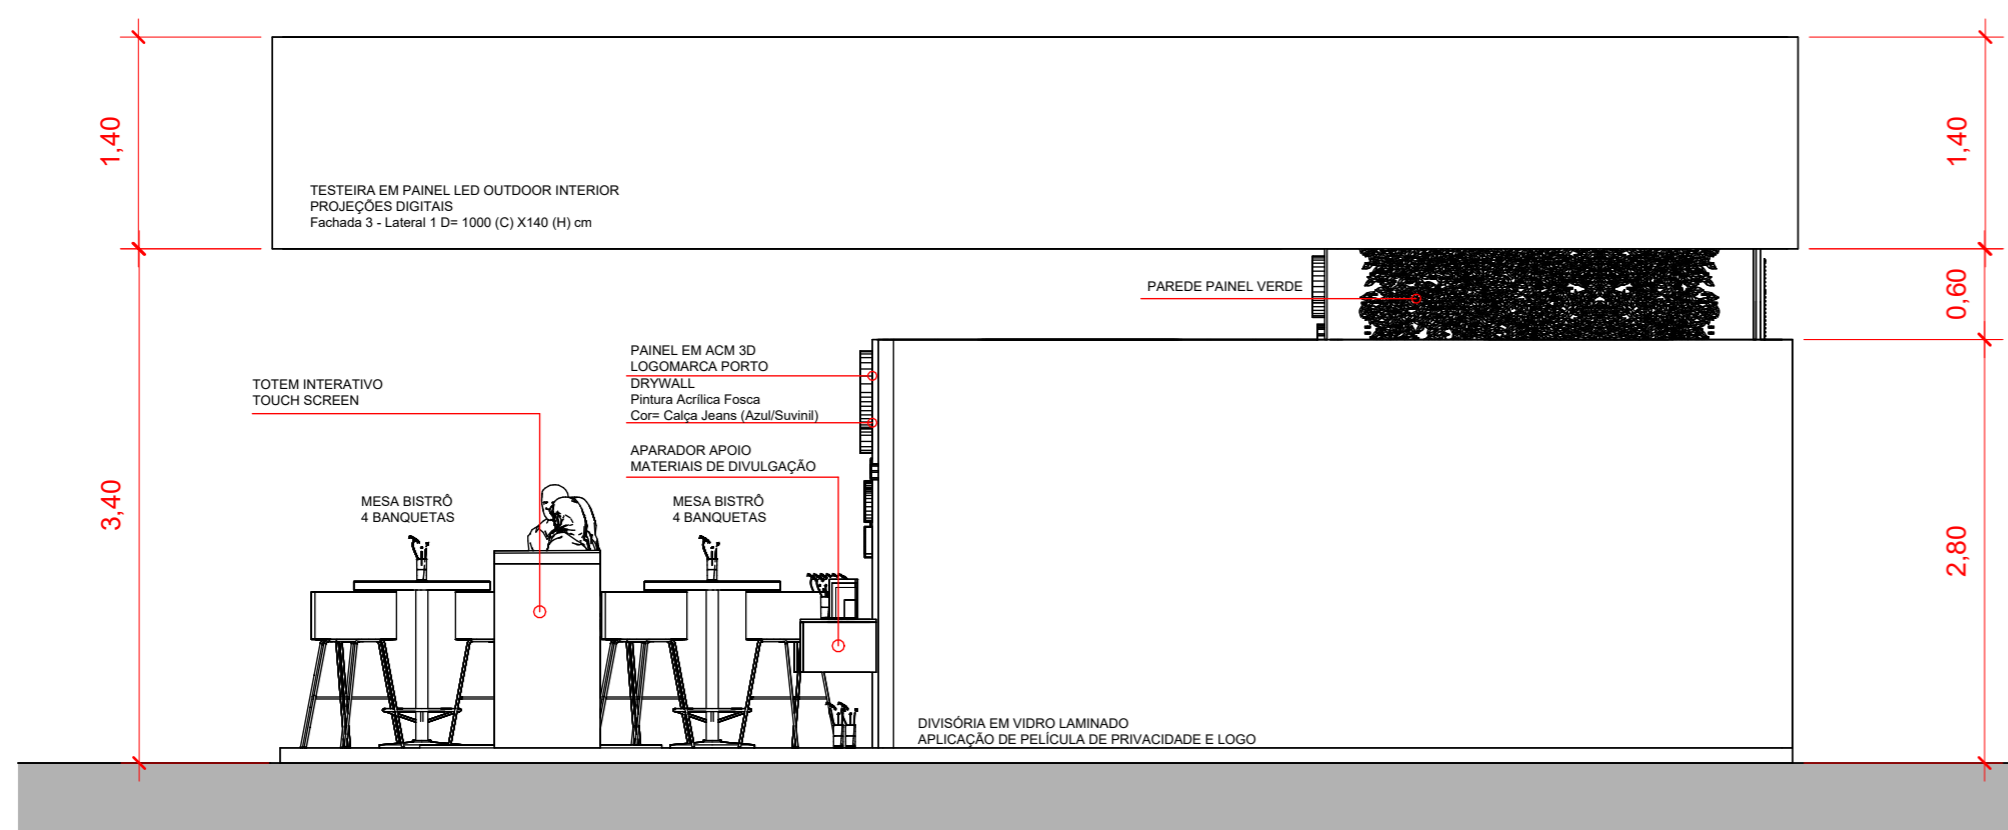 1,40
1,40
TESTEIRA EM PAINEL LED OUTDOOR INTERIOR
PROJEÇÕES DIGITAIS
Fachada 3 - Lateral 1 D= 1000 (C) X140 (H) cm
PAREDE PAINEL VERDE
0,60
PAINEL EM ACM 3D
LOGOMARCA PORTO
DRYWALL
Pintura Acrílica Fosca
Cor= Calça Jeans (Azul/Suvinil)
TOTEM INTERATIVO
TOUCH SCREEN
APARADOR APOIO
MATERIAIS DE DIVULGAÇÃO
3,40
MESA BISTRÔ
4 BANQUETAS
MESA BISTRÔ
4 BANQUETAS
2,80
DIVISÓRIA EM VIDRO LAMINADO
APLICAÇÃO DE PELÍCULA DE PRIVACIDADE E LOGO